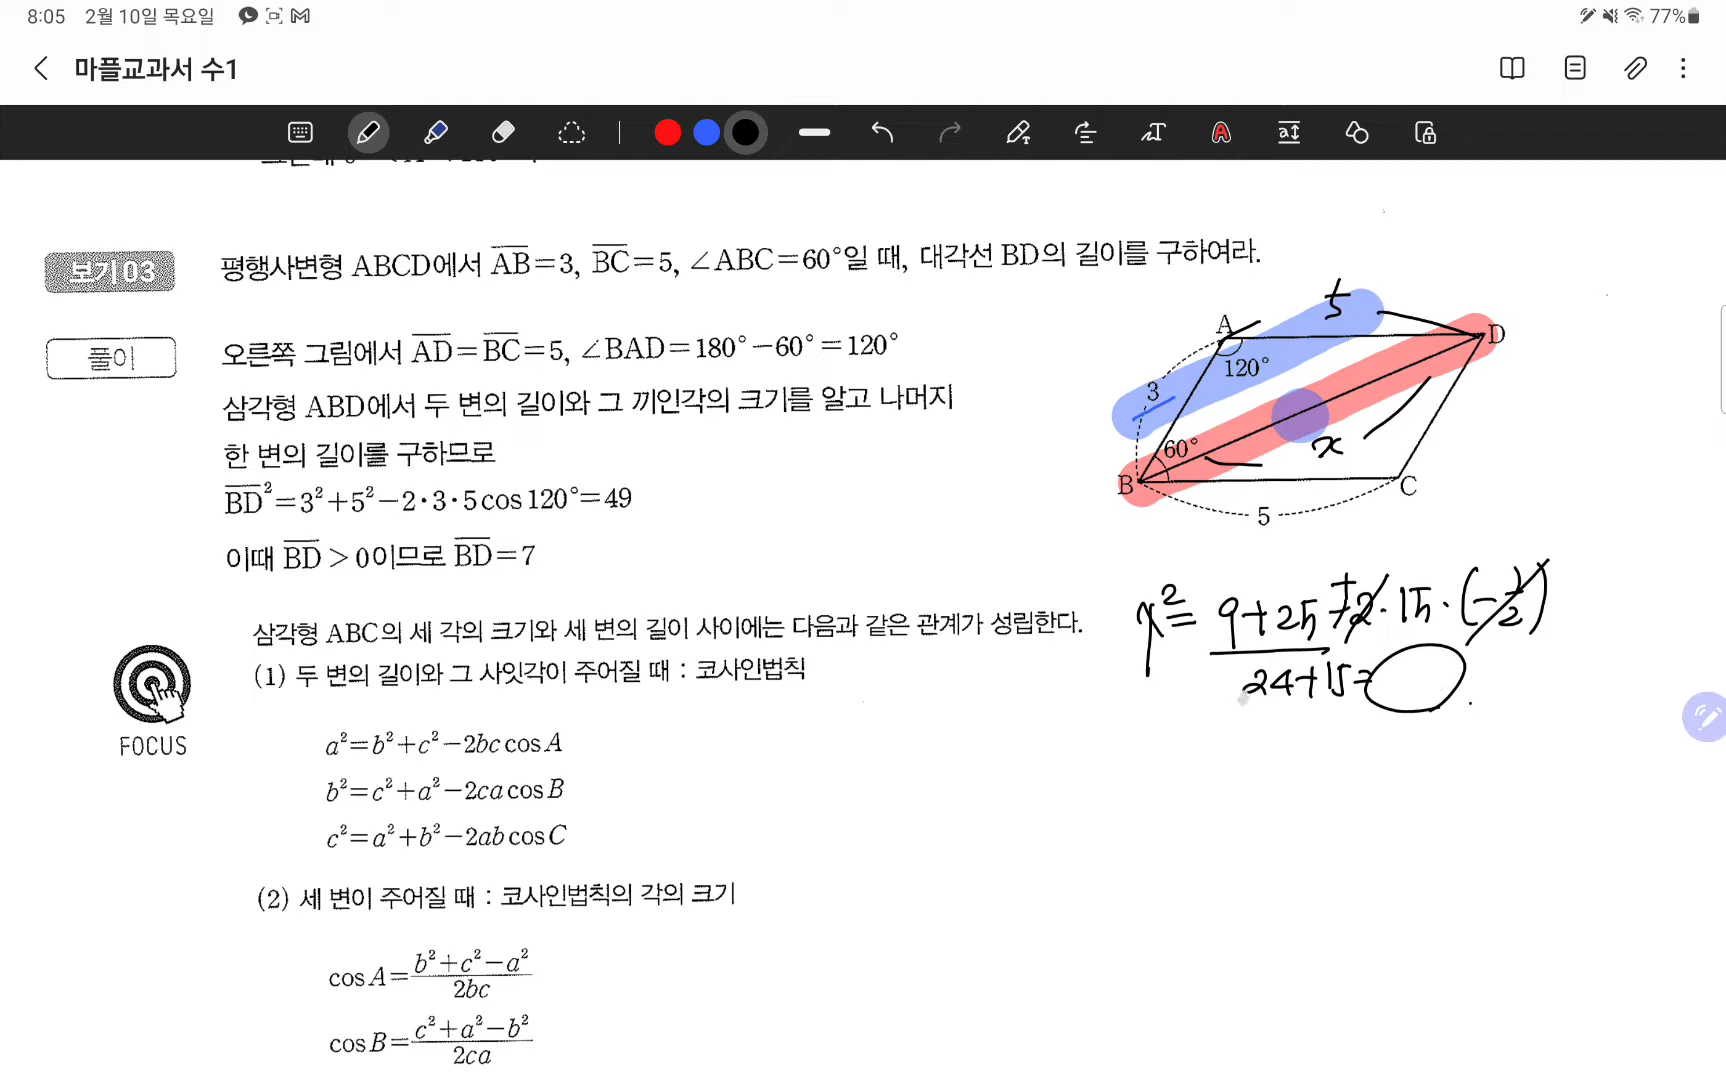 8:05 2월 10일 목요일 77%
마플교과서 수1
보기03 평행사변형 ABCD에서 AB=3, BC=5, ∠ABC=60°일 때, 대각선 BD의 길이를 구하여라.
풀이 오른쪽 그림에서 AD=BC=5, ∠BAD=180°-60°=120°
삼각형 ABD에서 두 변의 길이와 그 끼인각의 크기를 알고 나머지
한 변의 길이를 구하므로
BD²=3²+5²-2·3·5cos120°=49
이때 BD>0이므로 BD=7
A
5
D
120°
3
60°
x
B
C
5
x²= 9+25+2·15·(-1/2)
24+15=
FOCUS
삼각형 ABC의 세 각의 크기와 세 변의 길이 사이에는 다음과 같은 관계가 성립한다.
(1) 두 변의 길이와 그 사잇각이 주어질 때 : 코사인법칙
a²=b²+c²-2bc cos A
b²=c²+a²-2ca cos B
c²=a²+b²-2ab cos C
(2) 세 변이 주어질 때 : 코사인법칙의 각의 크기
cos A=b²+c²-a²/2bc
cos B=c²+a²-b²/2ca